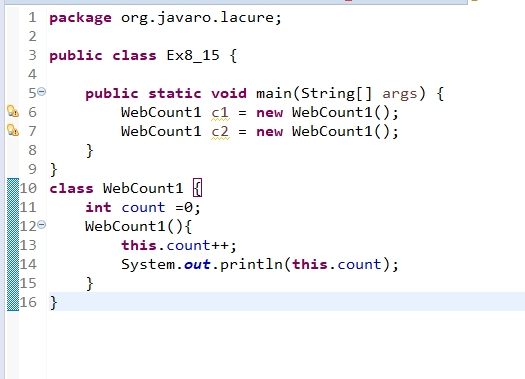 1 package org.javaro.lacure;
2
3 public class Ex8_15 {
4
5 public static void main(String[] args) {
6 WebCount1 c1 = new WebCount1();
7 WebCount1 c2 = new WebCount1();
8 }
9 }
10 class WebCount1 {
11 int count =0;
12 WebCount1(){
13 this.count++;
14 System.out.println(this.count);
15 }
16 }